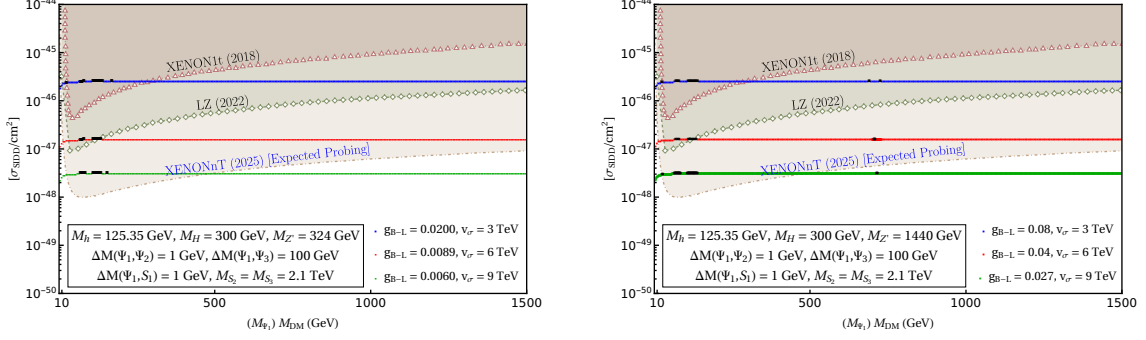 10⁻⁴⁴
10⁻⁴⁵
10⁻⁴⁶
10⁻⁴⁷
10⁻⁴⁸
10⁻⁴⁹
10⁻⁵⁰
[σSIDD/cm²]
XENON1t (2018)
LZ (2022)
XENONnT (2025) [Expected Probing]
M_h = 125.35 GeV, M_H = 300 GeV, M_Z' = 324 GeV
ΔM(Ψ₁,Ψ₂) = 1 GeV, ΔM(Ψ₁,Ψ₃) = 100 GeV
ΔM(Ψ₁,S₁) = 1 GeV, M_S₂ = M_S₃ = 2.1 TeV
g_B-L = 0.0200, v_σ = 3 TeV
g_B-L = 0.0089, v_σ = 6 TeV
g_B-L = 0.0060, v_σ = 9 TeV
10 500 1000 1500
(M_Ψ₁) M_DM (GeV)
10⁻⁴⁴
10⁻⁴⁵
10⁻⁴⁶
10⁻⁴⁷
10⁻⁴⁸
10⁻⁴⁹
10⁻⁵⁰
[σSIDD/cm²]
XENON1t (2018)
LZ (2022)
XENONnT (2025) [Expected Probing]
M_h = 125.35 GeV, M_H = 300 GeV, M_Z' = 1440 GeV
ΔM(Ψ₁,Ψ₂) = 1 GeV, ΔM(Ψ₁,Ψ₃) = 100 GeV
ΔM(Ψ₁,S₁) = 1 GeV, M_S₂ = M_S₃ = 2.1 TeV
g_B-L = 0.08, v_σ = 3 TeV
g_B-L = 0.04, v_σ = 6 TeV
g_B-L = 0.027, v_σ = 9 TeV
10 500 1000 1500
(M_Ψ₁) M_DM (GeV)